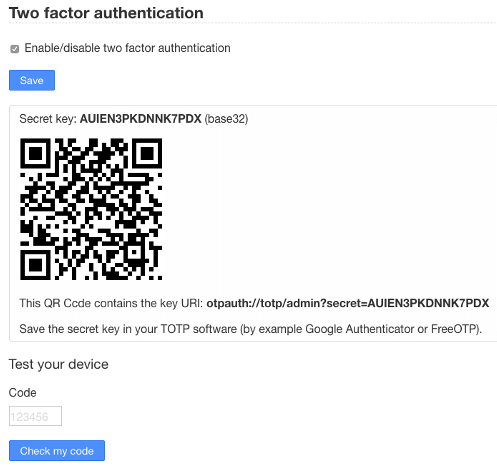 Two factor authentication
Enable/disable two factor authentication
Save
Secret key: AUIEN3PKDNNK7PDX (base32)
This QR Ccde contains the key URI: otpauth://totp/admin?secret=AUIEN3PKDNNK7PDX
Save the secret key in your TOTP software (by example Google Authenticator or FreeOTP).
Test your device
Code
123456
Check my code